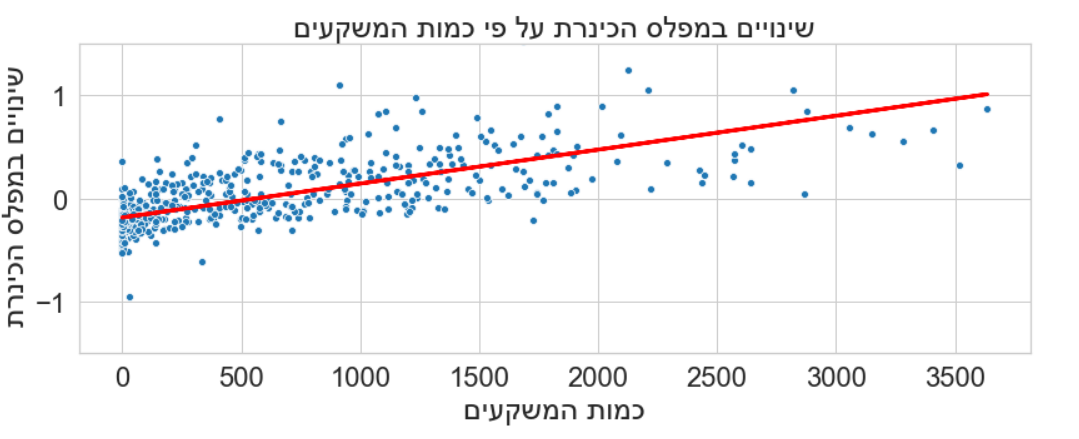 שינויים במפלס הכינרת על פי כמות המשקעים
שינויים במפלס הכינרת
1
0
−1
0 500 1000 1500 2000 2500 3000 3500
כמות המשקעים